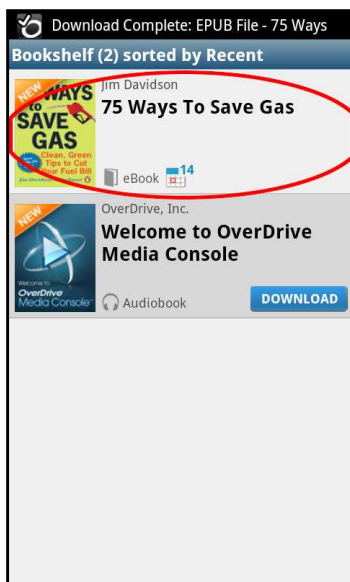 Download Complete: EPUB File - 75 Ways
Bookshelf (2) sorted by Recent
Jim Davidson
75 Ways To Save Gas
eBook
14
NEW
WAYS
to
SAVE
GAS
Clean, Green
Tips to Cut
Your Fuel Bill
OverDrive, Inc.
Welcome to OverDrive
Media Console
Audiobook
DOWNLOAD
NEW
Welcome to
OverDrive
Media Console